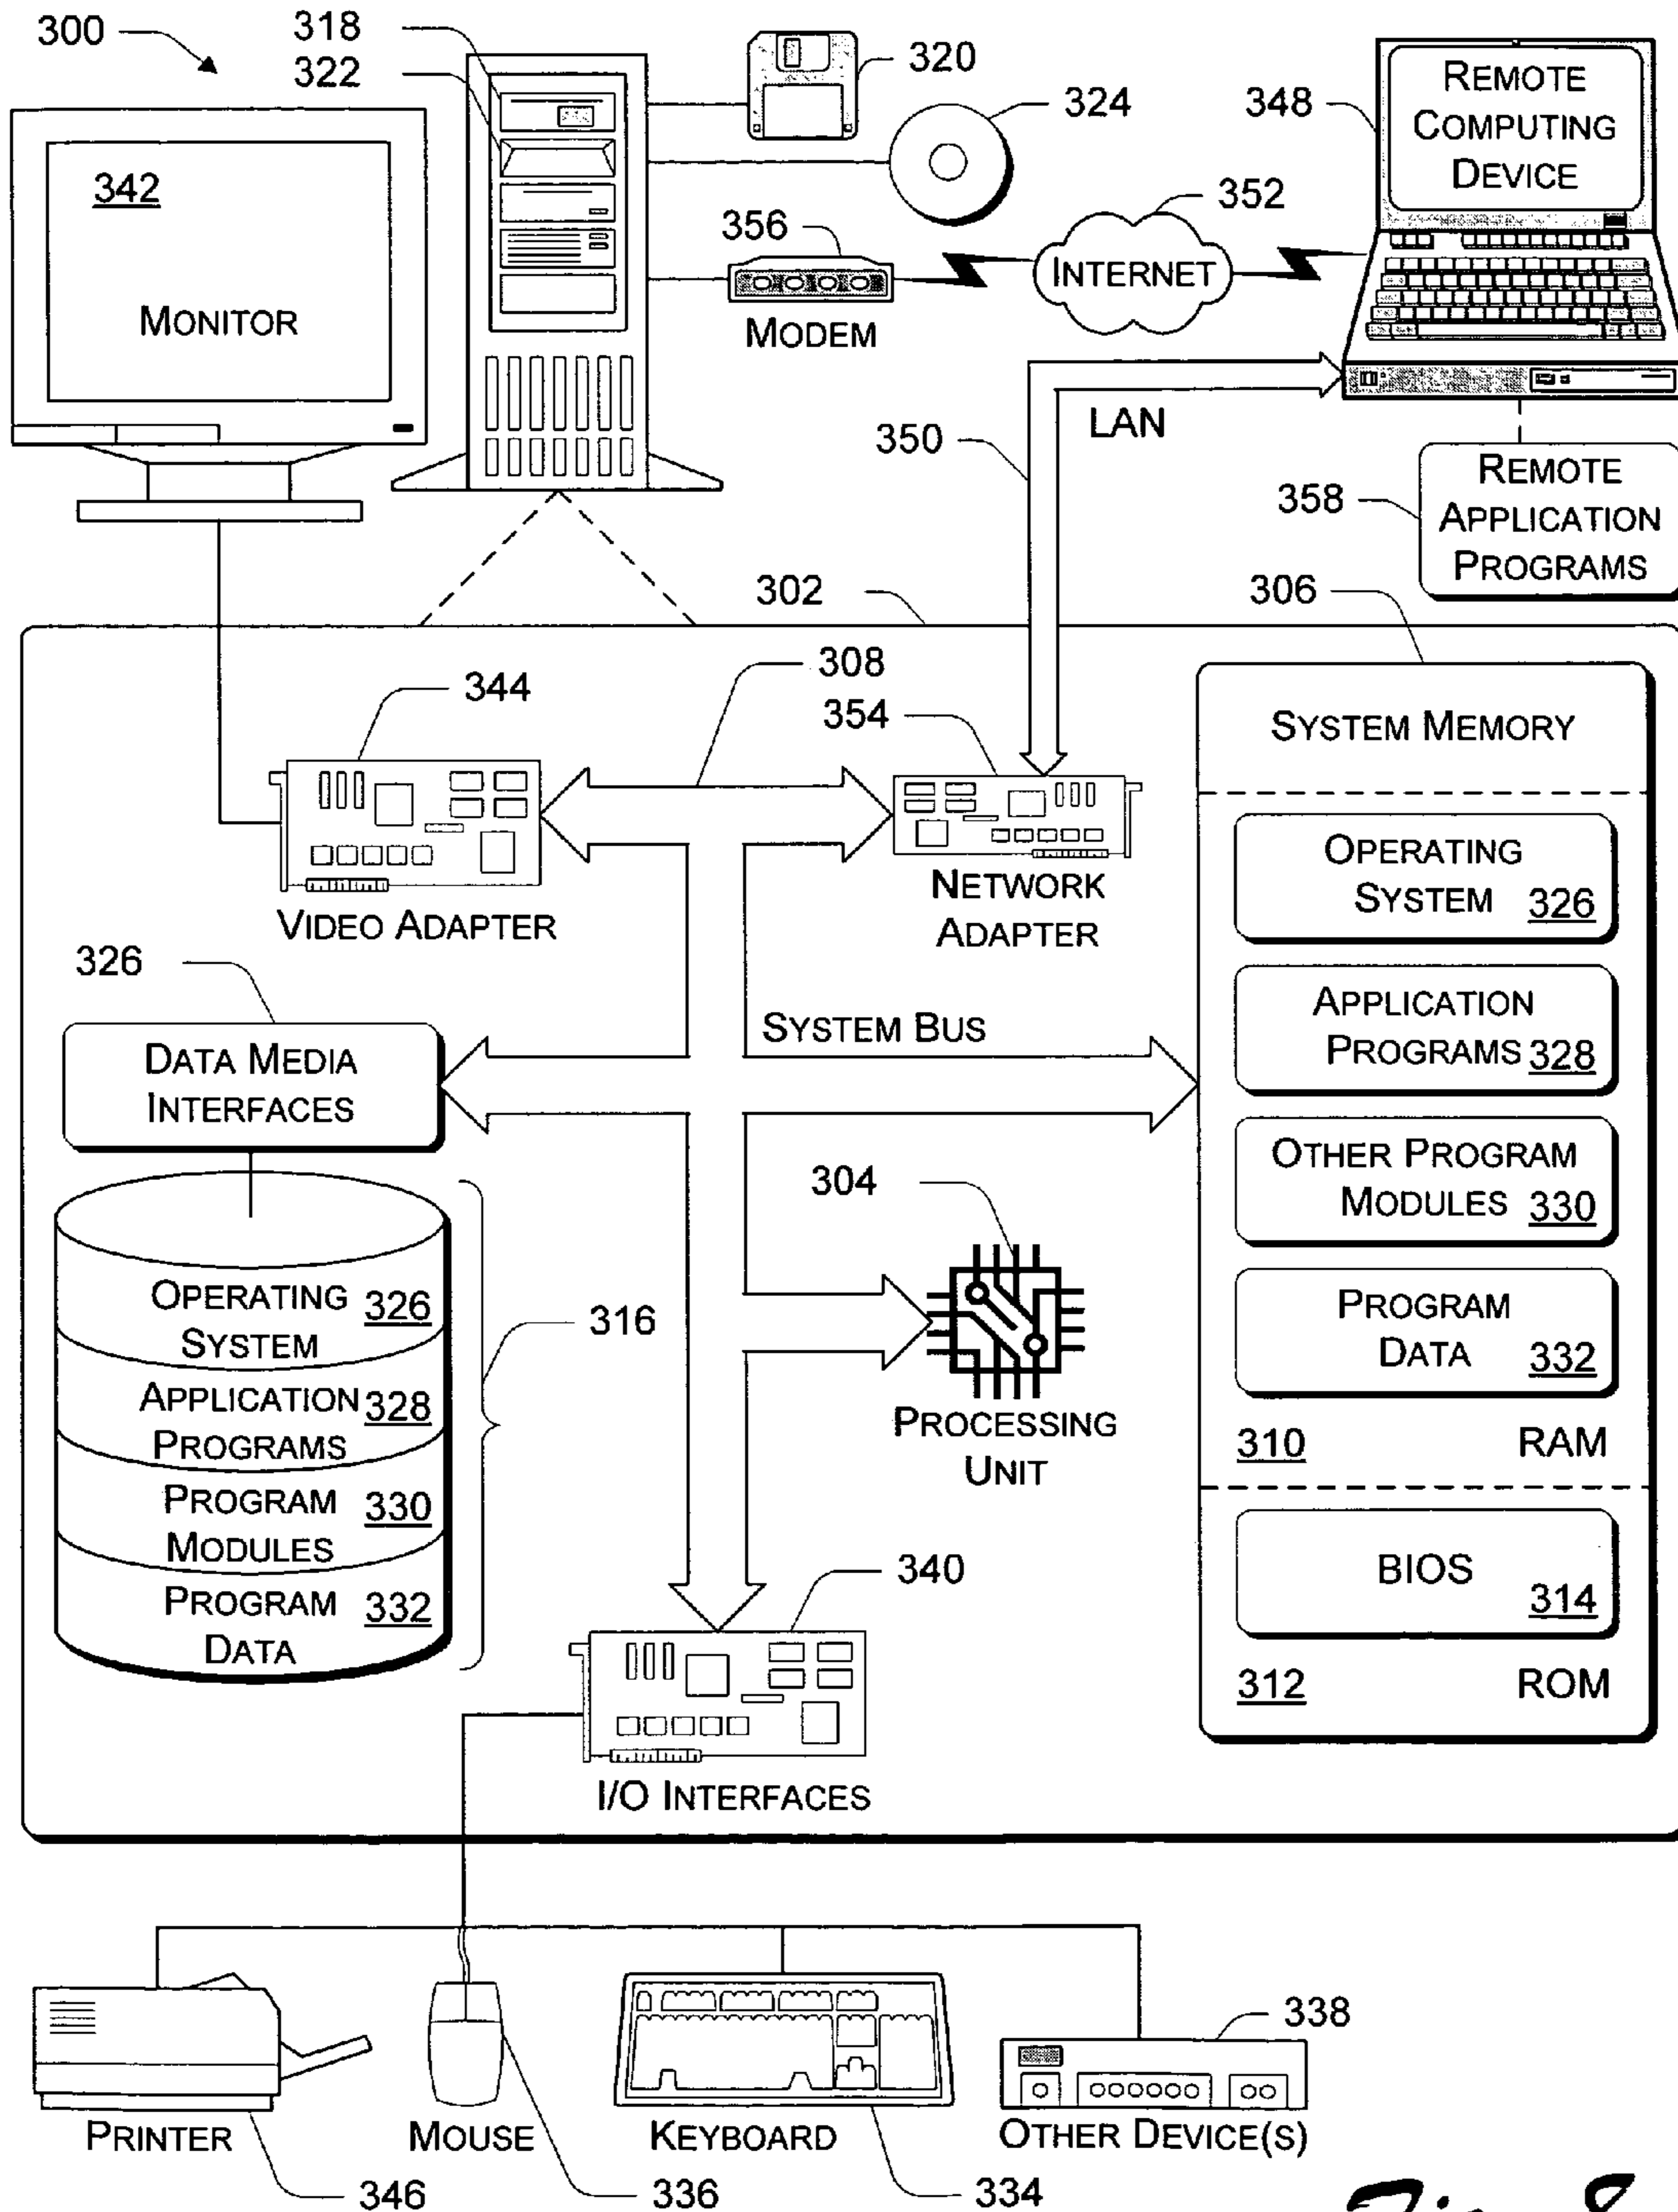 300
318
322
320
324
348
REMOTE
COMPUTING
DEVICE
342
MONITOR
356
MODEM
352
INTERNET
350
LAN
358
REMOTE
APPLICATION
PROGRAMS
302
306
308
344
354
VIDEO ADAPTER
NETWORK
ADAPTER
SYSTEM MEMORY
OPERATING
SYSTEM 326
APPLICATION
PROGRAMS 328
OTHER PROGRAM
MODULES 330
PROGRAM
DATA 332
310 RAM
BIOS
314
312 ROM
326
DATA MEDIA
INTERFACES
SYSTEM BUS
304
PROCESSING
UNIT
OPERATING 326
SYSTEM
APPLICATION 328
PROGRAMS
PROGRAM 330
MODULES
PROGRAM 332
DATA
316
340
I/O INTERFACES
PRINTER
346
MOUSE
336
KEYBOARD
334
338
OTHER DEVICE(S)
Fig. 8